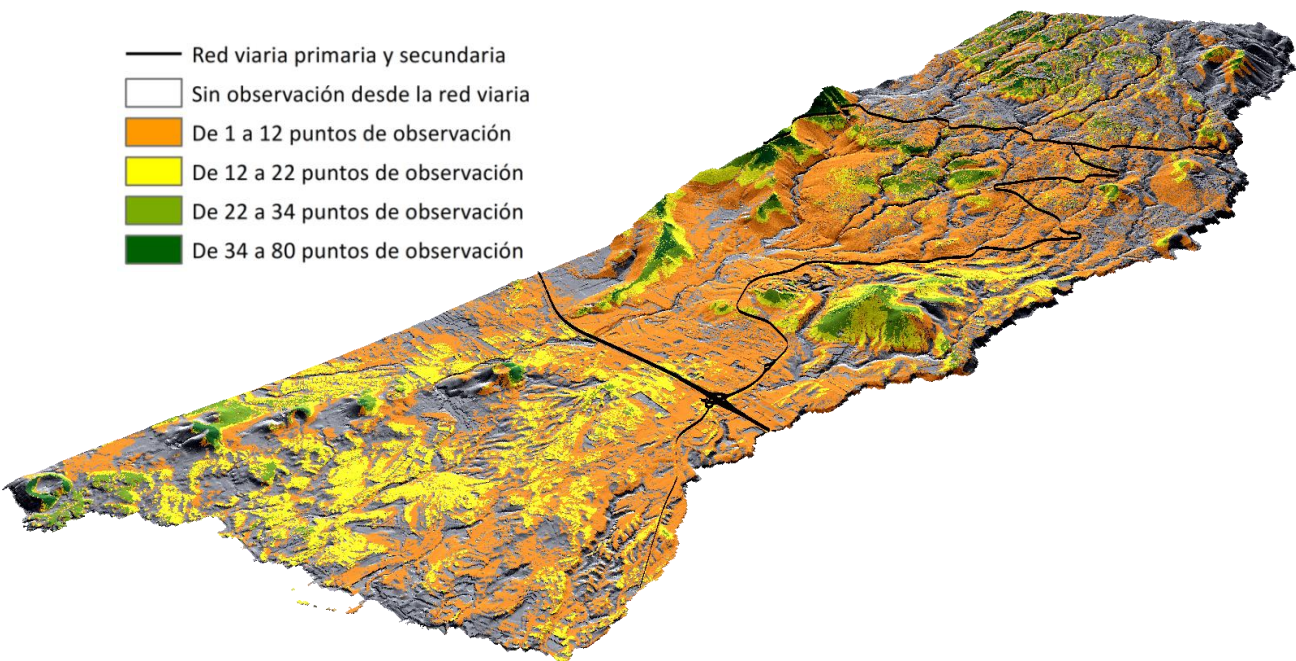 Red viaria primaria y secundaria
Sin observación desde la red viaria
De 1 a 12 puntos de observación
De 12 a 22 puntos de observación
De 22 a 34 puntos de observación
De 34 a 80 puntos de observación